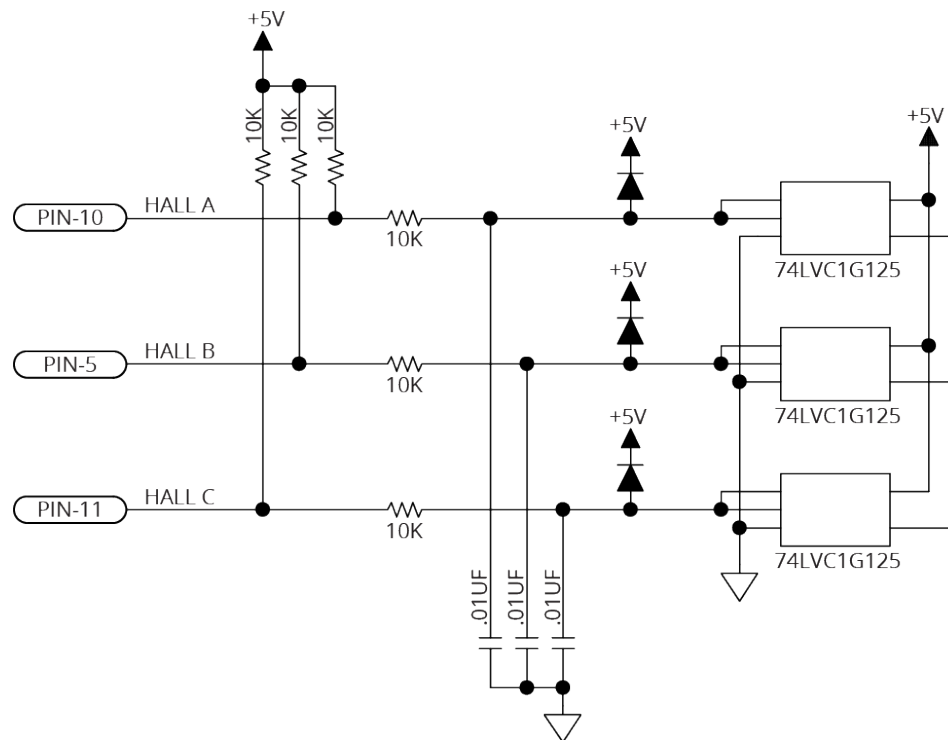 +5V
10K
10K
10K
+5V
+5V
PIN-10
HALL A
10K
74LVC1G125
+5V
PIN-5
HALL B
10K
74LVC1G125
+5V
PIN-11
HALL C
10K
74LVC1G125
.01UF
.01UF
.01UF